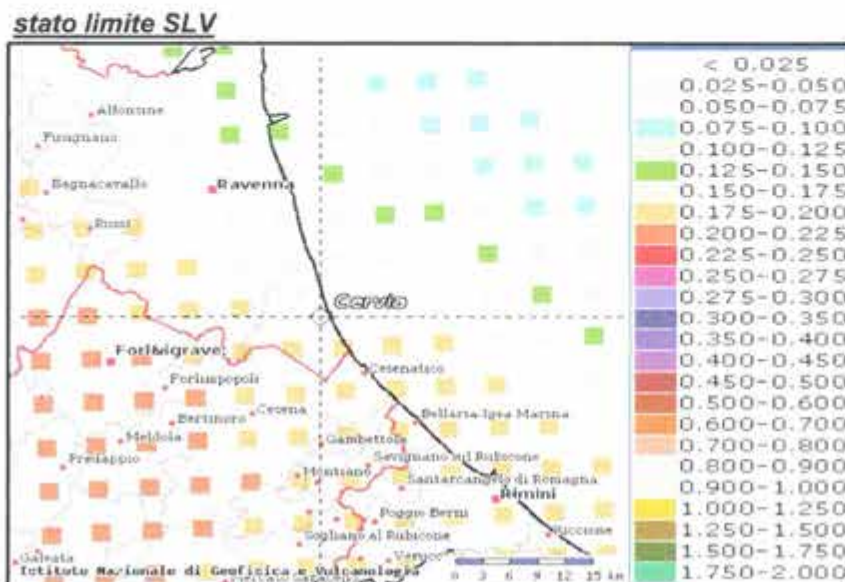 stato limite SLV
Alfonsine
Fusignano
Bagnacavallo
Ravenna
Russi
Cervia
Forlì
Cesenatico
Forlimpopoli
Bertinoro
Cesena
Bellaria-Igea Marina
Meldola
Gambettola
Predappio
Savignano sul Rubicone
Montiano
Santarcangelo di Romagna
Rimini
Poggio Berni
Riccione
Sogliano al Rubicone
Galeata
Istituto Nazionale di Geofisica e Vulcanologia
0 3 6 9 12 15 km
< 0.025
0.025-0.050
0.050-0.075
0.075-0.100
0.100-0.125
0.125-0.150
0.150-0.175
0.175-0.200
0.200-0.225
0.225-0.250
0.250-0.275
0.275-0.300
0.300-0.350
0.350-0.400
0.400-0.450
0.450-0.500
0.500-0.600
0.600-0.700
0.700-0.800
0.800-0.900
0.900-1.000
1.000-1.250
1.250-1.500
1.500-1.750
1.750-2.000